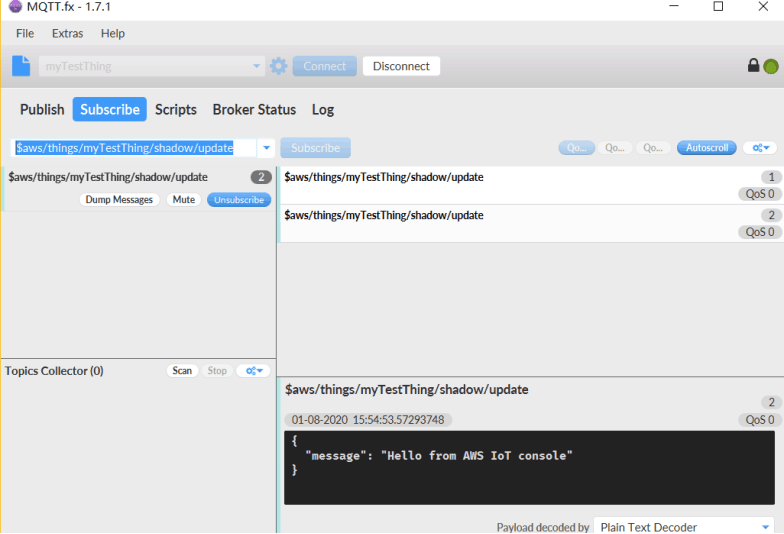 MQTT.fx - 1.7.1
File Extras Help
myTestThing Connect Disconnect
Publish Subscribe Scripts Broker Status Log
$aws/things/myTestThing/shadow/update Subscribe Qo... Qo... Qo... Autoscroll
$aws/things/myTestThing/shadow/update 2
Dump Messages Mute Unsubscribe
$aws/things/myTestThing/shadow/update 1
QoS 0
$aws/things/myTestThing/shadow/update 2
QoS 0
Topics Collector (0) Scan Stop
$aws/things/myTestThing/shadow/update
2
01-08-2020 15:54:53.57293748 QoS 0
{
"message": "Hello from AWS IoT console"
}
Payload decoded by Plain Text Decoder